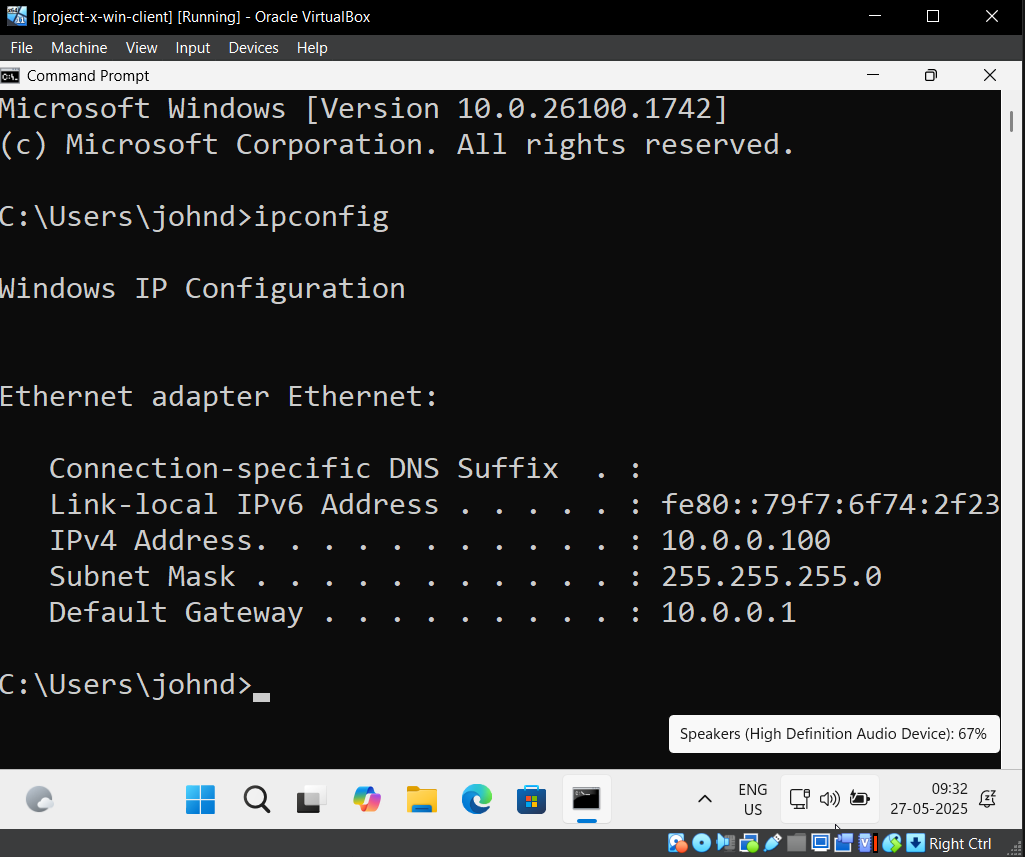 [project-x-win-client] [Running] - Oracle VirtualBox
File Machine View Input Devices Help
Command Prompt
Microsoft Windows [Version 10.0.26100.1742]
(c) Microsoft Corporation. All rights reserved.
C:\Users\johnd>ipconfig
Windows IP Configuration
Ethernet adapter Ethernet:
Connection-specific DNS Suffix  . :
Link-local IPv6 Address . . . . . : fe80::79f7:6f74:2f23
IPv4 Address. . . . . . . . . . . : 10.0.0.100
Subnet Mask . . . . . . . . . . . : 255.255.255.0
Default Gateway . . . . . . . . . : 10.0.0.1
C:\Users\johnd>
Speakers (High Definition Audio Device): 67%
ENG
US
09:32
27-05-2025
Right Ctrl